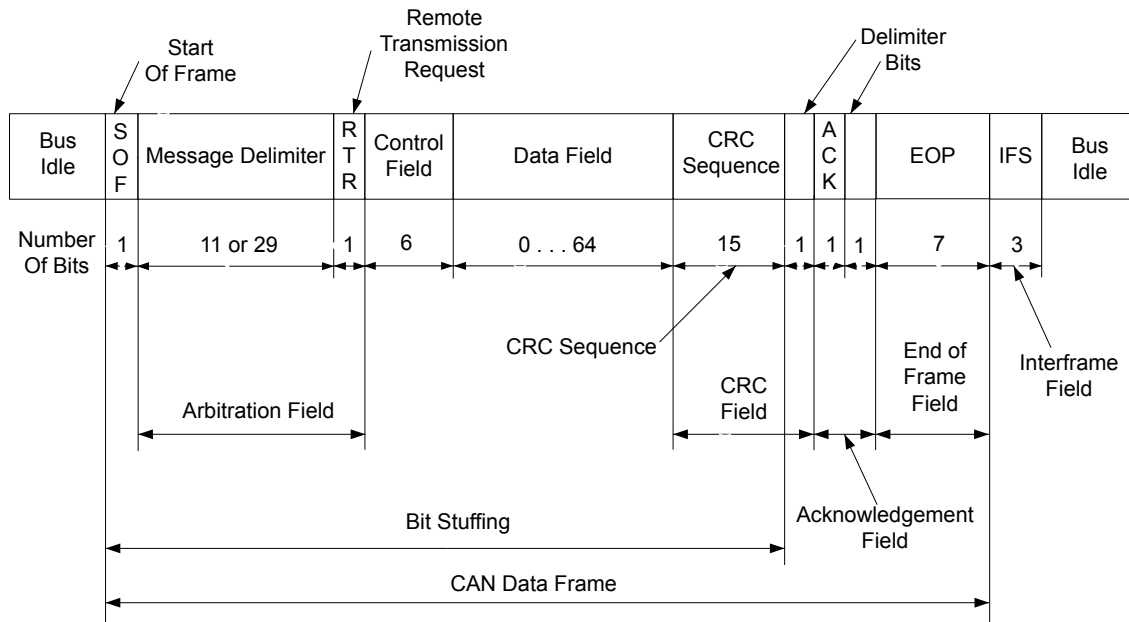 Start
Of Frame
Remote
Transmission
Request
Delimiter
Bits
Bus
Idle
S
O
F
Message Delimiter
R
T
R
Control
Field
Data Field
CRC
Sequence
A
C
K
EOP
IFS
Bus
Idle
Number
Of Bits
1
11 or 29
1
6
0 . . . 64
15
1
1
1
7
3
CRC Sequence
End of
Frame
Field
Interframe
Field
Arbitration Field
CRC
Field
Bit Stuffing
Acknowledgement
Field
CAN Data Frame